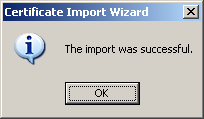 Certificate Import Wizard
The import was successful.
OK